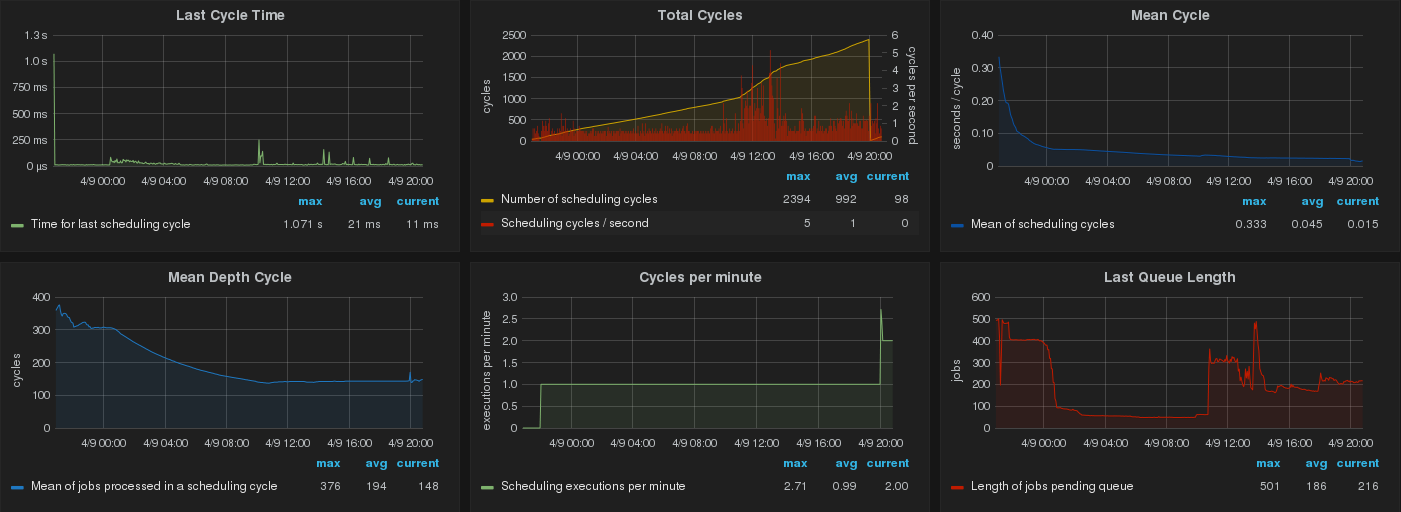 Last Cycle Time
1.3 s
1.0 s
750 ms
500 ms
250 ms
0 µs
4/9 00:00 4/9 04:00 4/9 08:00 4/9 12:00 4/9 16:00 4/9 20:00
max avg current
Time for last scheduling cycle 1.071 s 21 ms 11 ms
Total Cycles
cycles
2500
2000
1500
1000
500
0
6
5
4
3
2
1
0
cycles per second
4/9 00:00 4/9 04:00 4/9 08:00 4/9 12:00 4/9 16:00 4/9 20:00
max avg current
Number of scheduling cycles 2394 992 98
Scheduling cycles / second 5 1 0
Mean Cycle
seconds / cycle
0.40
0.30
0.20
0.10
0
4/9 00:00 4/9 04:00 4/9 08:00 4/9 12:00 4/9 16:00 4/9 20:00
max avg current
Mean of scheduling cycles 0.333 0.045 0.015
Mean Depth Cycle
cycles
400
300
200
100
0
4/9 00:00 4/9 04:00 4/9 08:00 4/9 12:00 4/9 16:00 4/9 20:00
max avg current
Mean of jobs processed in a scheduling cycle 376 194 148
Cycles per minute
executions per minute
3.0
2.5
2.0
1.5
1.0
0.5
0
4/9 00:00 4/9 04:00 4/9 08:00 4/9 12:00 4/9 16:00 4/9 20:00
max avg current
Scheduling executions per minute 2.71 0.99 2.00
Last Queue Length
jobs
600
500
400
300
200
100
0
4/9 00:00 4/9 04:00 4/9 08:00 4/9 12:00 4/9 16:00 4/9 20:00
max avg current
Length of jobs pending queue 501 186 216